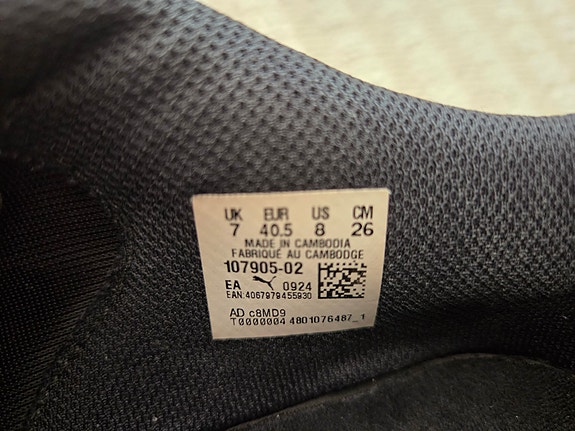 UK EUR US CM
7 40.5 8 26
MADE IN CAMBODIA
FABRIQUÉ AU CAMBODGE
107905-02
EA 0924
EAN:4067979455930
AD c8MD9
T0000004 4801076487_1